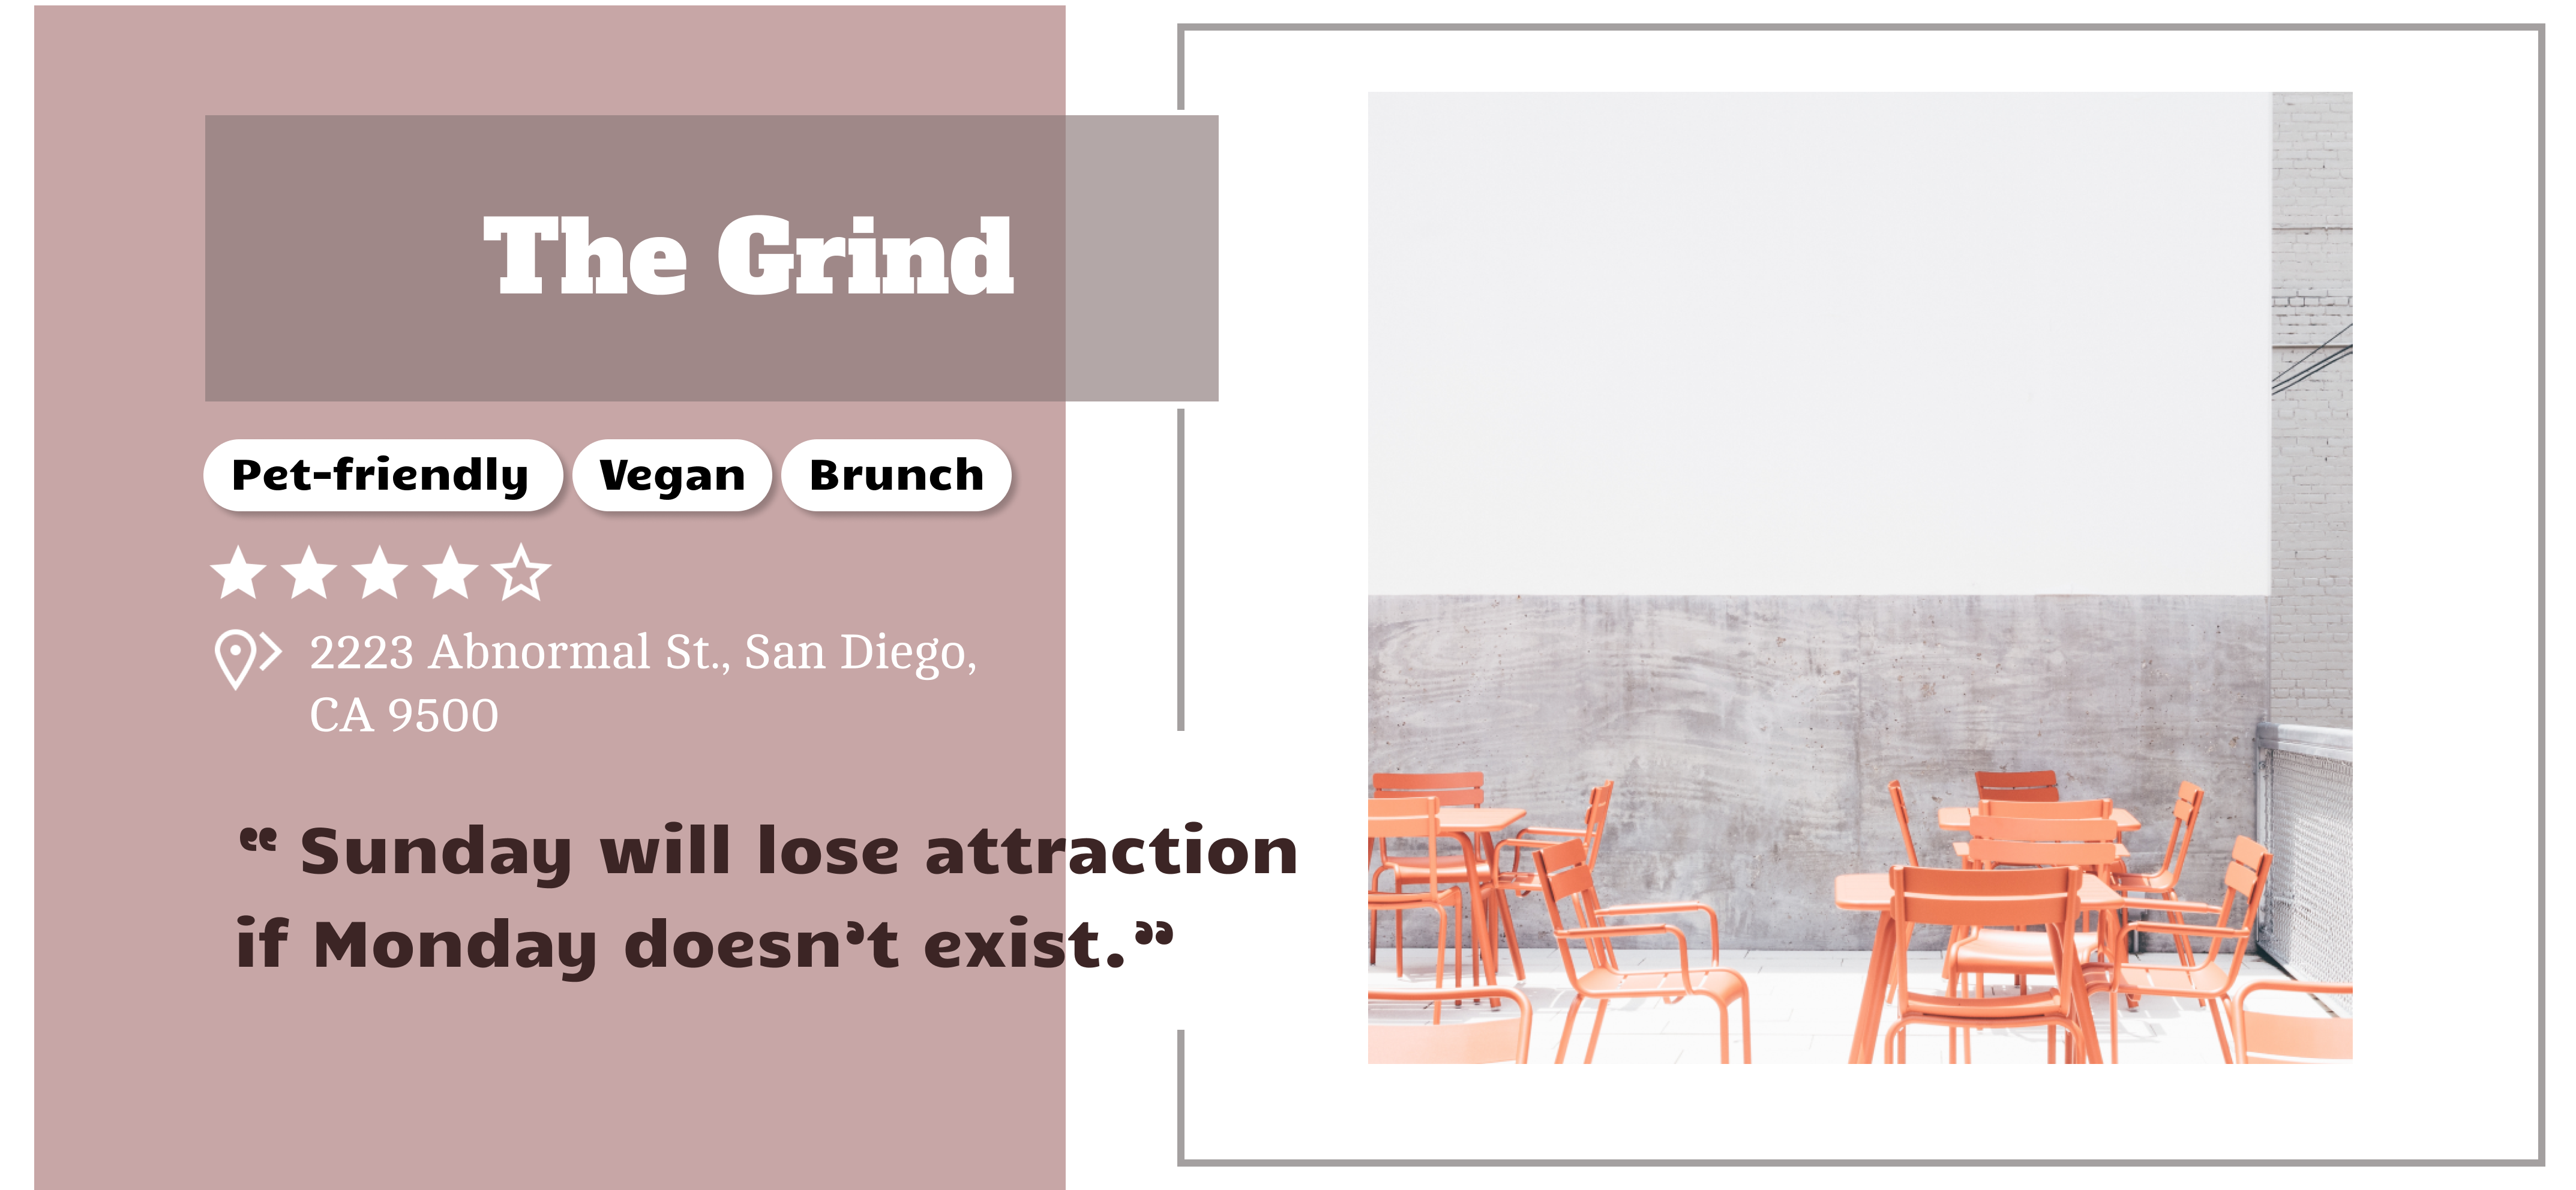 The Grind
Pet-friendly Vegan Brunch
2223 Abnormal St., San Diego,
CA 9500
“ Sunday will lose attraction
if Monday doesn’t exist.”